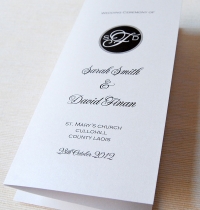 S F D
Sarah Smith
&
David Finan
ST. MARY'S CHURCH
CULLOHILL
COUNTY LAOIS
28th October 2012